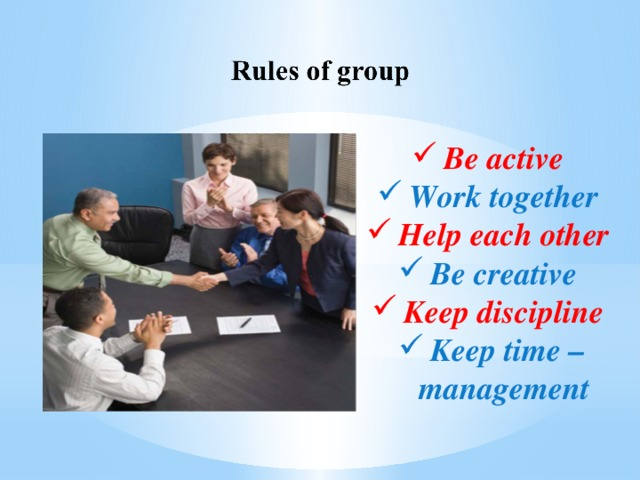 Rules of group
✓ Be active
✓ Work together
✓ Help each other
✓ Be creative
✓ Keep discipline
✓ Keep time –
management